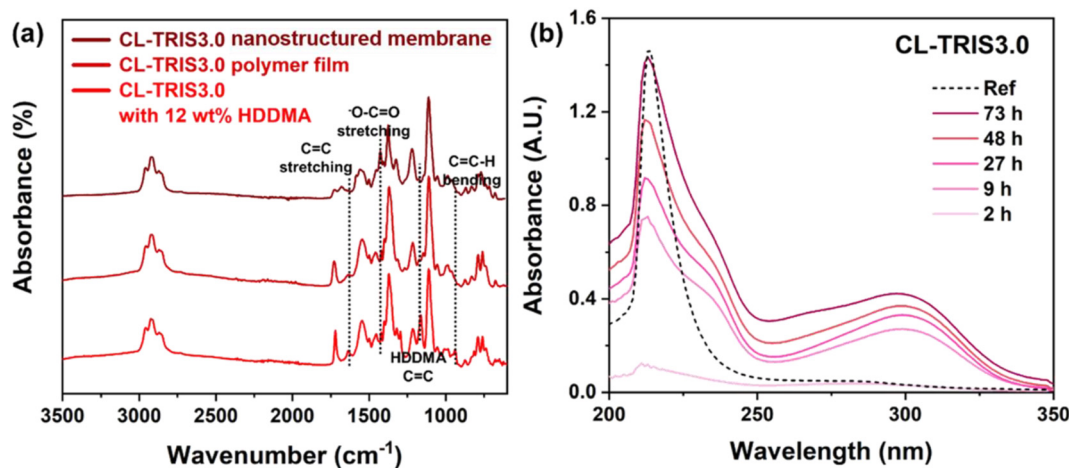 (a)
CL-TRIS3.0 nanostructured membrane
CL-TRIS3.0 polymer film
CL-TRIS3.0
with 12 wt% HDDMA
-O-C=O
stretching
C=C
stretching
C=C-H
bending
HDDMA
C=C
Absorbance (%)
3500 3000 2500 2000 1500 1000
Wavenumber (cm-1)
(b)
CL-TRIS3.0
Ref
73 h
48 h
27 h
9 h
2 h
Absorbance (A.U.)
1.6
1.2
0.8
0.4
0.0
200 250 300 350
Wavelength (nm)